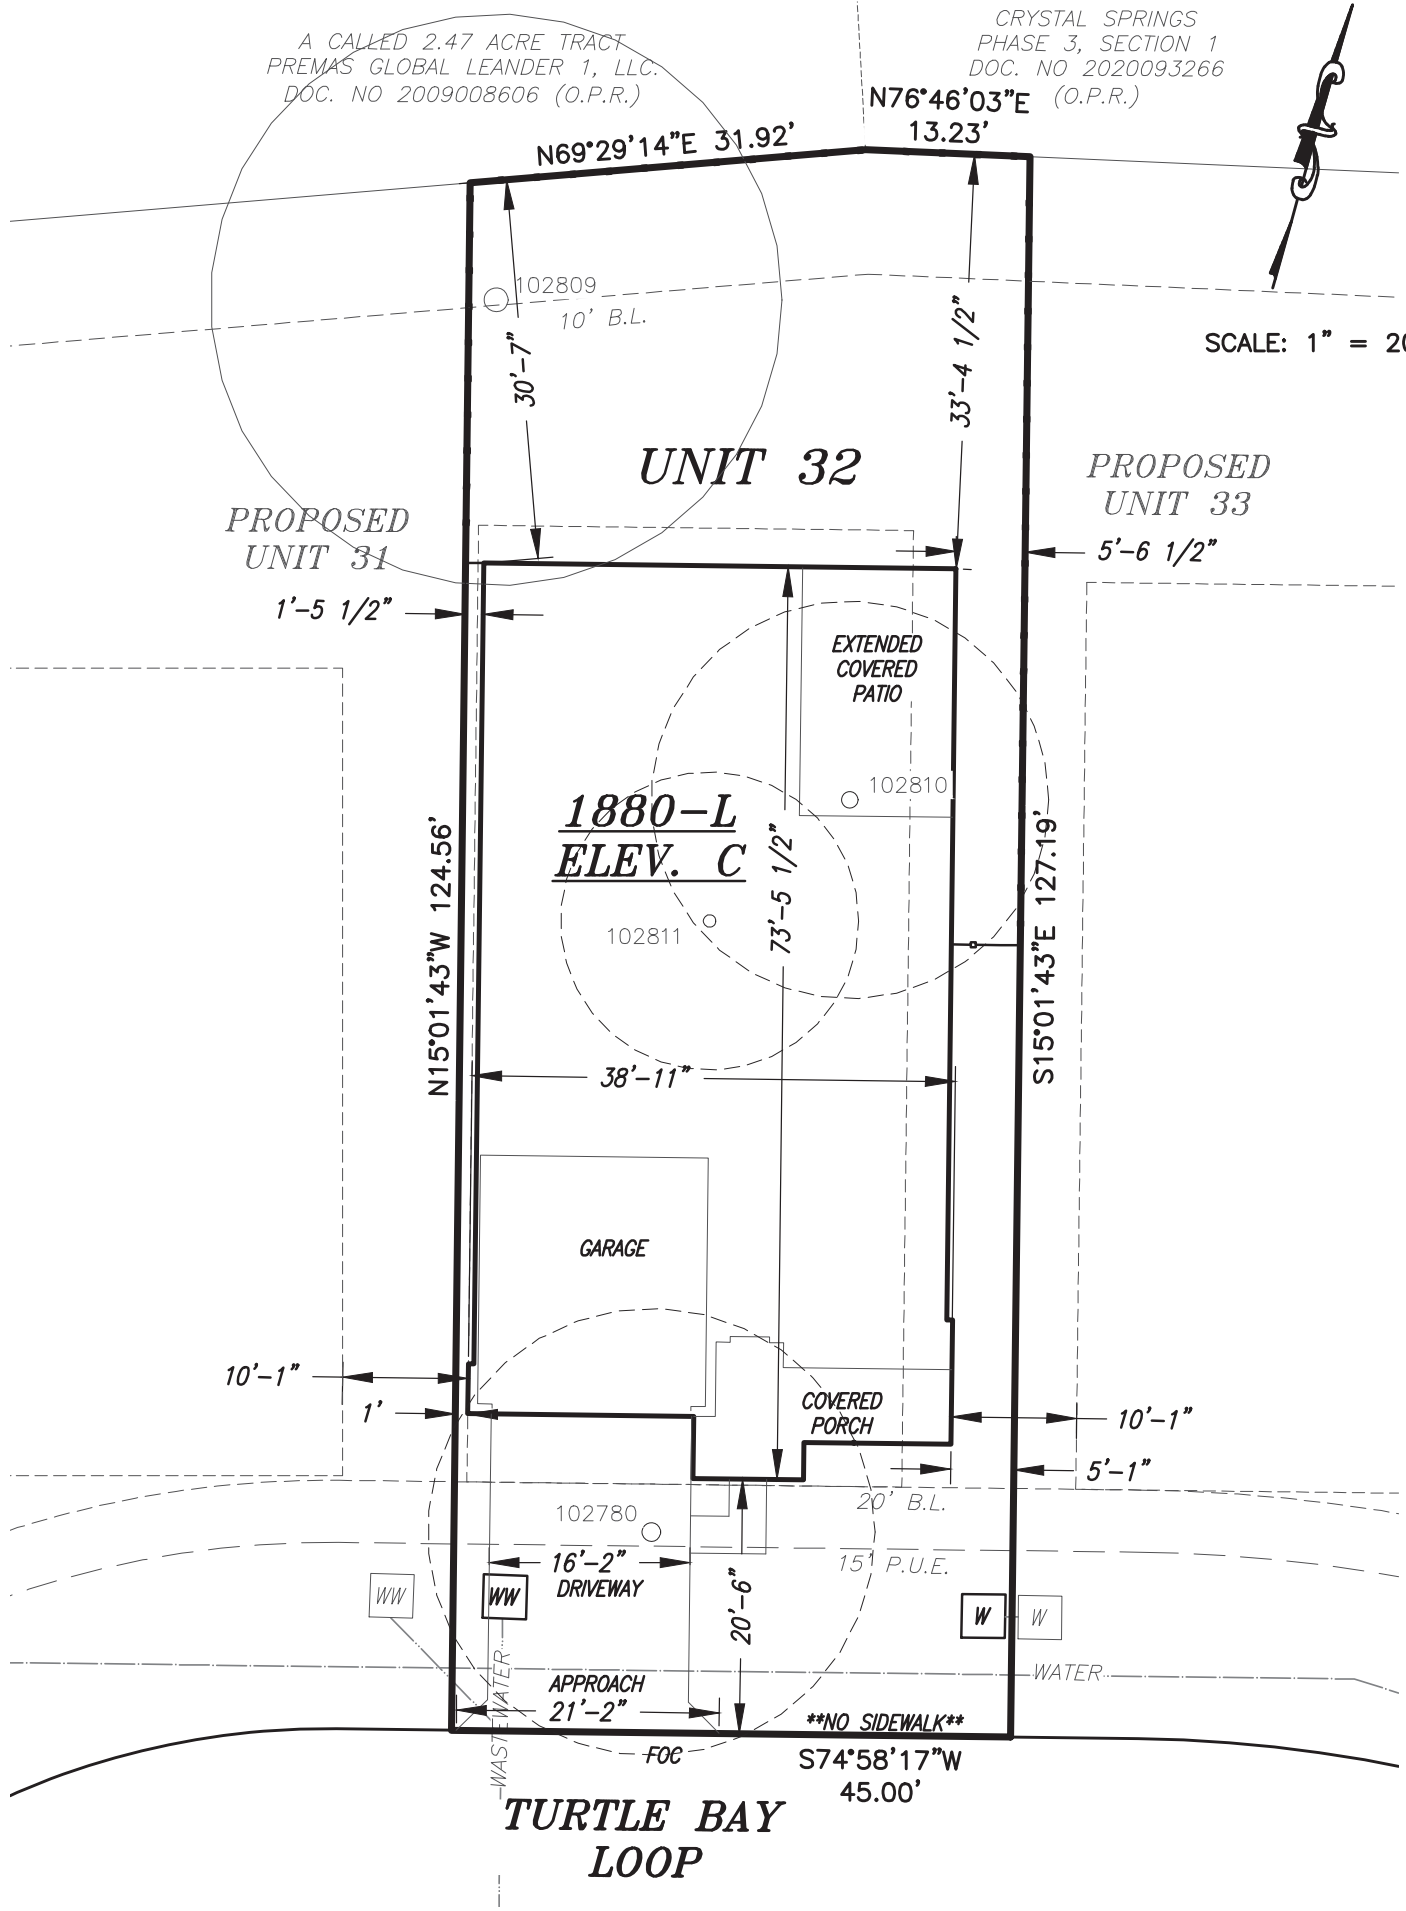 A CALLED 2.47 ACRE TRACT
PREMAS GLOBAL LEANDER 1, LLC.
DOC. NO 2009008606 (O.P.R.)
CRYSTAL SPRINGS
PHASE 3, SECTION 1
DOC. NO 2020093266
(O.P.R.)
N76°46'03"E
13.23'
N69°29'14"E 31.92'
102809
10' B.L.
30'-7"
33'-4 1/2"
SCALE: 1" = 20
UNIT 32
PROPOSED
UNIT 33
PROPOSED
UNIT 31
5'-6 1/2"
1'-5 1/2"
EXTENDED
COVERED
PATIO
102810
1880-L
ELEV. C
73'-5 1/2"
102811
N15°01'43"W 124.56'
S15°01'43"E 127.19'
38'-11"
GARAGE
10'-1"
1'
COVERED
PORCH
10'-1"
5'-1"
20' B.L.
102780
16'-2"
DRIVEWAY
15' P.U.E.
20'-6"
WW
WW
W
W
WASTEWATER
WATER
APPROACH
21'-2"
**NO SIDEWALK**
FOC
S74°58'17"W
45.00'
TURTLE BAY
LOOP